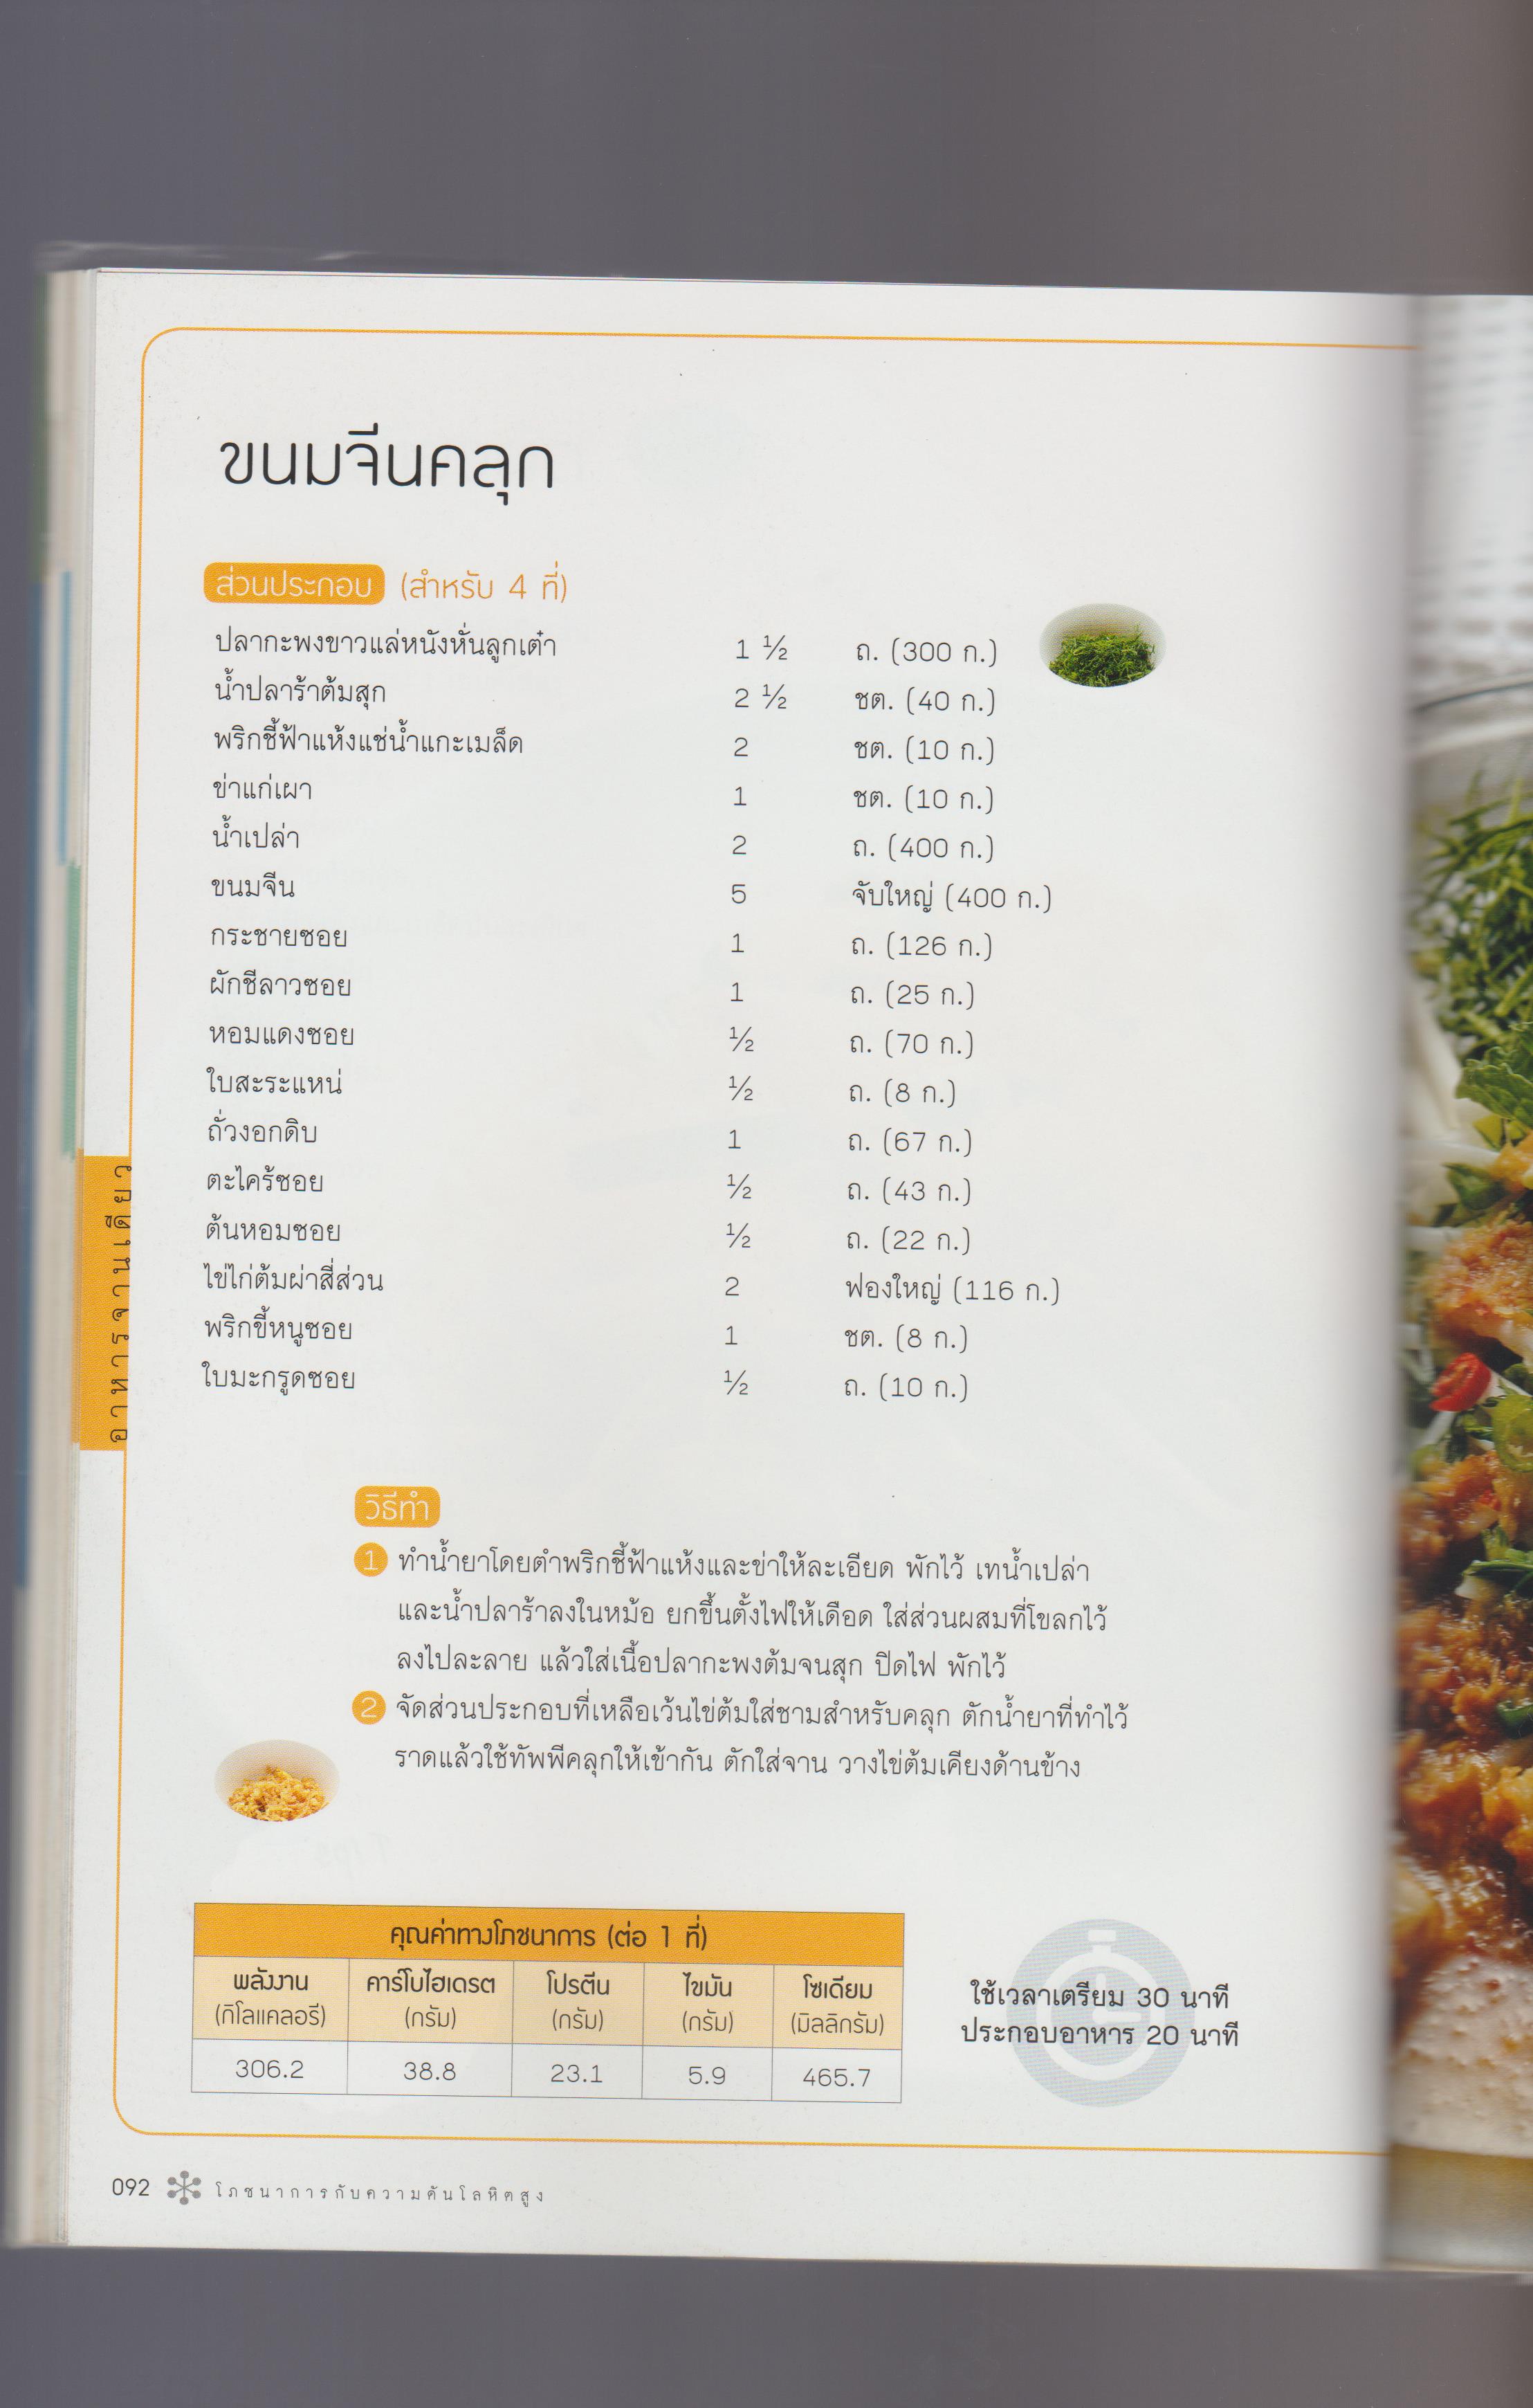 ขนมจีนคลุก
ส่วนประกอบ (สำหรับ 4 ที่)
ปลากะพงขาวแล่หนังหั่นลูกเต๋า 1 ½ ถ. (300 ก.)
น้ำปลาร้าต้มสุก 2 ½ ชต. (40 ก.)
พริกชี้ฟ้าแห้งแช่น้ำแกะเมล็ด 2 ชต. (10 ก.)
ข่าแก่เผา 1 ชต. (10 ก.)
น้ำเปล่า 2 ถ. (400 ก.)
ขนมจีน 5 จับใหญ่ (400 ก.)
กระชายซอย 1 ถ. (126 ก.)
ผักชีลาวซอย 1 ถ. (25 ก.)
หอมแดงซอย ½ ถ. (70 ก.)
ใบสะระแหน่ ½ ถ. (8 ก.)
ถั่วงอกดิบ 1 ถ. (67 ก.)
ตะไคร้ซอย ½ ถ. (43 ก.)
ต้นหอมซอย ½ ถ. (22 ก.)
ไข่ไก่ต้มผ่าสี่ส่วน 2 ฟองใหญ่ (116 ก.)
พริกขี้หนูซอย 1 ชต. (8 ก.)
ใบมะกรูดซอย ½ ถ. (10 ก.)
อาหารจานเดียว
วิธีทำ
1 ทำน้ำยาโดยตำพริกชี้ฟ้าแห้งและข่าให้ละเอียด พักไว้ เทน้ำเปล่า
และน้ำปลาร้าลงในหม้อ ยกขึ้นตั้งไฟให้เดือด ใส่ส่วนผสมที่โขลกไว้
ลงไปละลาย แล้วใส่เนื้อปลากะพงต้มจนสุก ปิดไฟ พักไว้
2 จัดส่วนประกอบที่เหลือเว้นไข่ต้มใส่ชามสำหรับคลุก ตักน้ำยาที่ทำไว้
ราดแล้วใช้ทัพพีคลุกให้เข้ากัน ตักใส่จาน วางไข่ต้มเคียงด้านข้าง
คุณค่าทางโภชนาการ (ต่อ 1 ที่)
พลังงาน คาร์โบไฮเดรต โปรตีน ไขมัน โซเดียม
(กิโลแคลอรี) (กรัม) (กรัม) (กรัม) (มิลลิกรัม)
306.2 38.8 23.1 5.9 465.7
ใช้เวลาเตรียม 30 นาที
ประกอบอาหาร 20 นาที
092 โภชนาการกับความดันโลหิตสูง